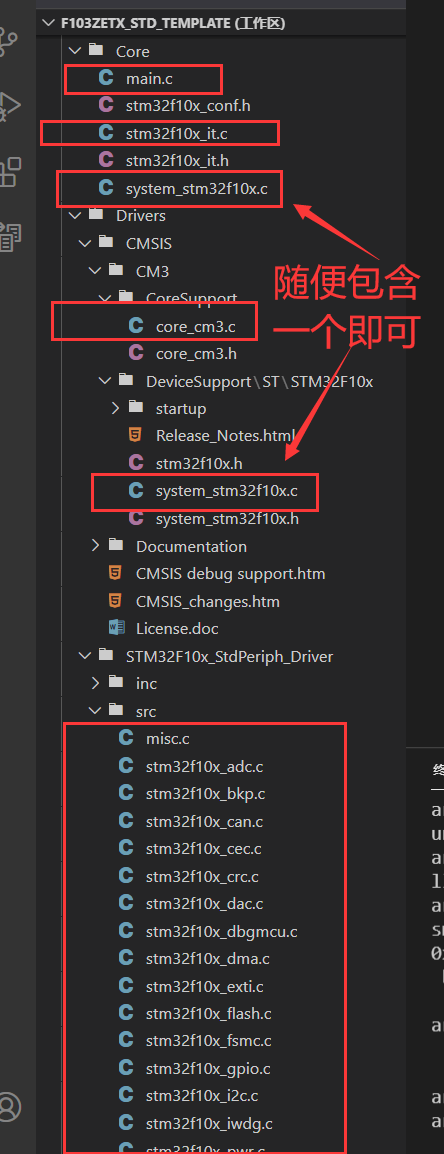 F103ZETX_STD_TEMPLATE (工作区)
Core
main.c
stm32f10x_conf.h
stm32f10x_it.c
stm32f10x_it.h
system_stm32f10x.c
Drivers
CMSIS
CM3
随便包含
一个即可
CoreSupport
core_cm3.c
core_cm3.h
DeviceSupport\ST\STM32F10x
startup
Release_Notes.html
stm32f10x.h
system_stm32f10x.c
system_stm32f10x.h
Documentation
CMSIS debug support.htm
CMSIS_changes.htm
License.doc
STM32F10x_StdPeriph_Driver
inc
src
misc.c
stm32f10x_adc.c
stm32f10x_bkp.c
stm32f10x_can.c
stm32f10x_cec.c
stm32f10x_crc.c
stm32f10x_dac.c
stm32f10x_dbgmcu.c
stm32f10x_dma.c
stm32f10x_exti.c
stm32f10x_flash.c
stm32f10x_fsmc.c
stm32f10x_gpio.c
stm32f10x_i2c.c
stm32f10x_iwdg.c
stm32f10x_pwr.c